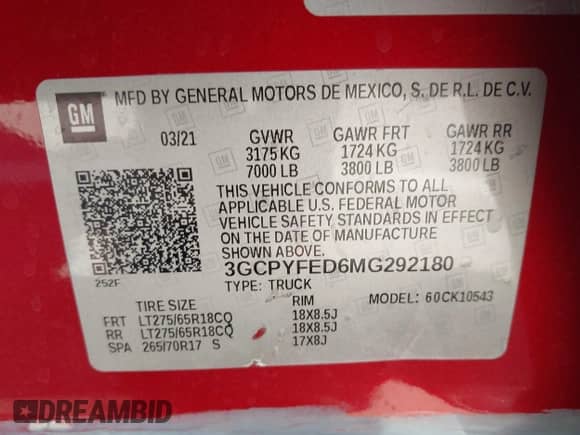 GM MFD BY GENERAL MOTORS DE MEXICO, S. DE R.L. DE C.V.
03/21 GVWR GAWR FRT GAWR RR
3175 KG 1724 KG 1724 KG
7000 LB 3800 LB 3800 LB
THIS VEHICLE CONFORMS TO ALL
APPLICABLE U.S. FEDERAL MOTOR
VEHICLE SAFETY STANDARDS IN EFFECT
ON THE DATE OF MANUFACTURE
SHOWN ABOVE.
252F 3GCPYFED6MG292180
TYPE: TRUCK MODEL: 60CK10543
TIRE SIZE RIM
FRT LT275/65R18CQ 18X8.5J
RR LT275/65R18CQ 18X8.5J
SPA 265/70R17 S 17X8J
DREAMBID